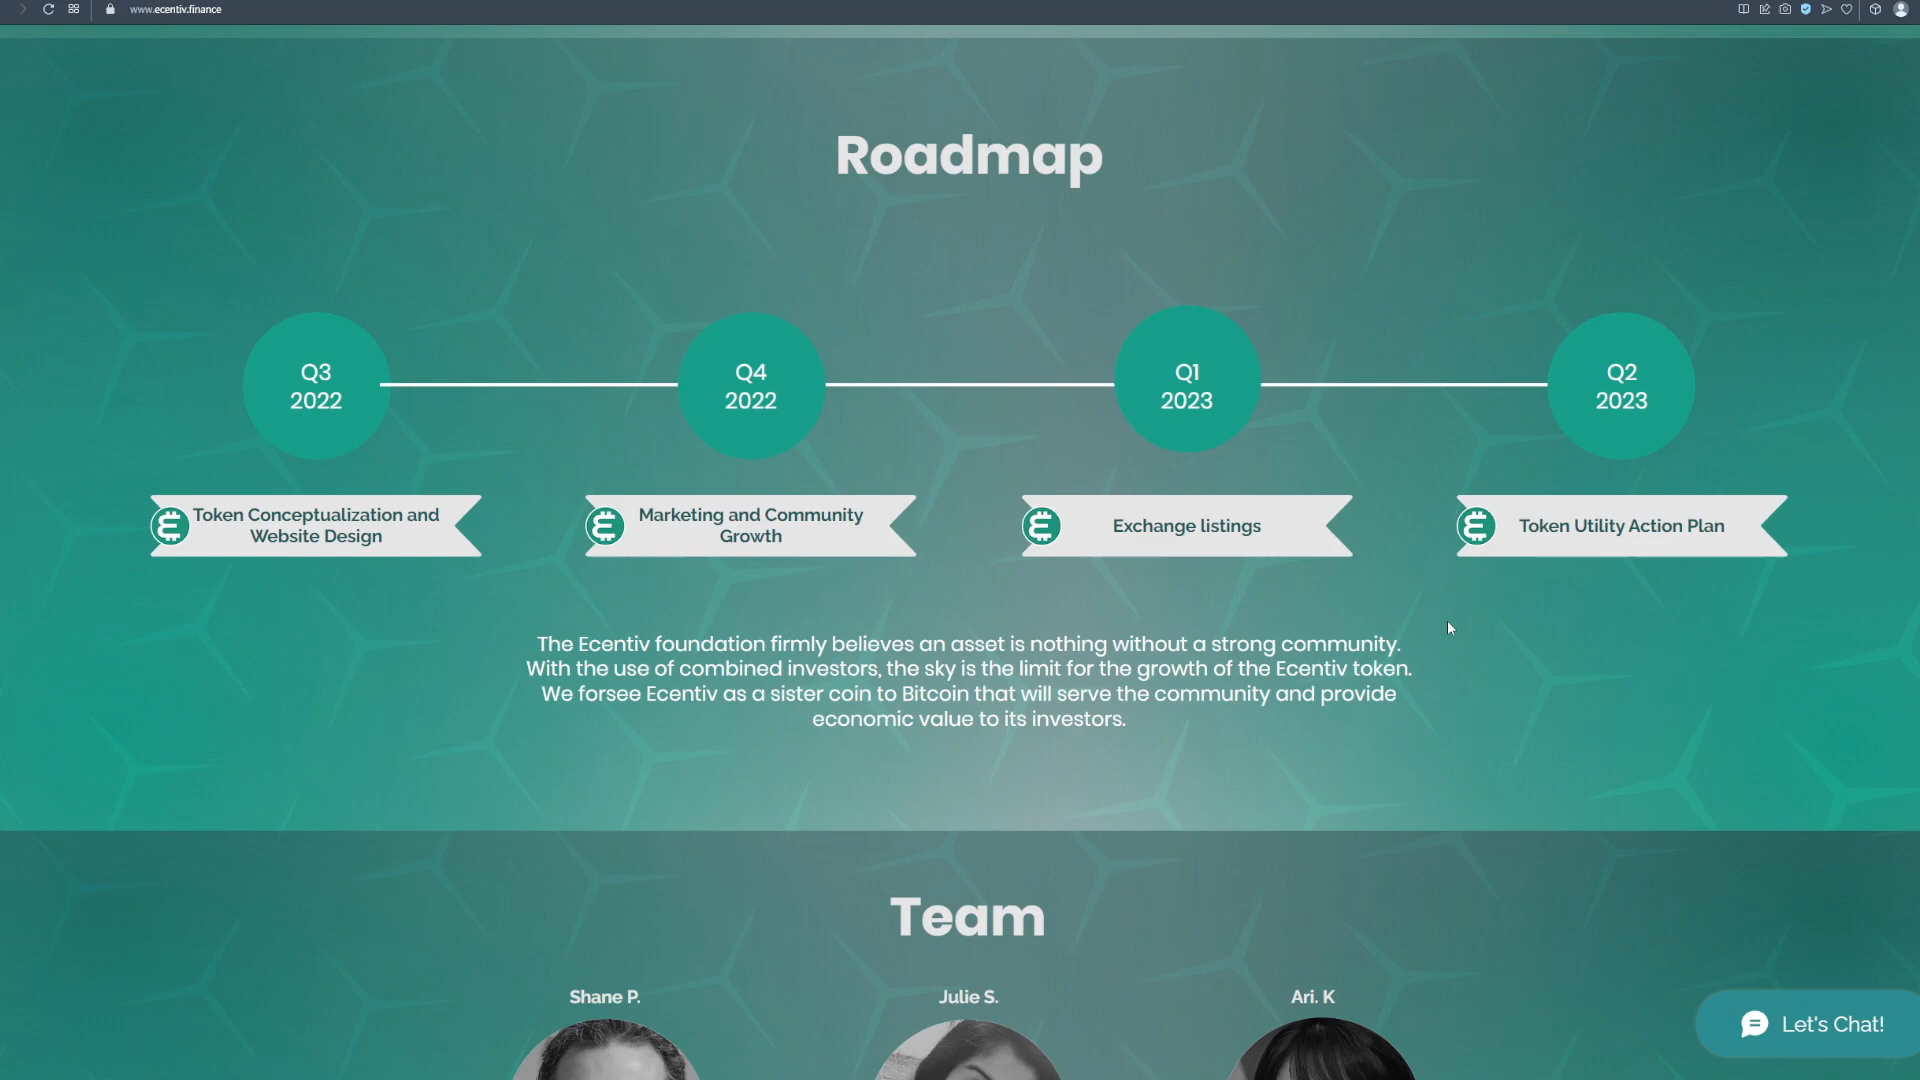 www.ecentiv.finance
Roadmap
Q3
2022
Q4
2022
Q1
2023
Q2
2023
Token Conceptualization and
Website Design
Marketing and Community
Growth
Exchange listings
Token Utility Action Plan
The Ecentiv foundation firmly believes an asset is nothing without a strong community.
With the use of combined investors, the sky is the limit for the growth of the Ecentiv token.
We forsee Ecentiv as a sister coin to Bitcoin that will serve the community and provide
economic value to its investors.
Team
Shane P.
Julie S.
Ari. K
Let's Chat!